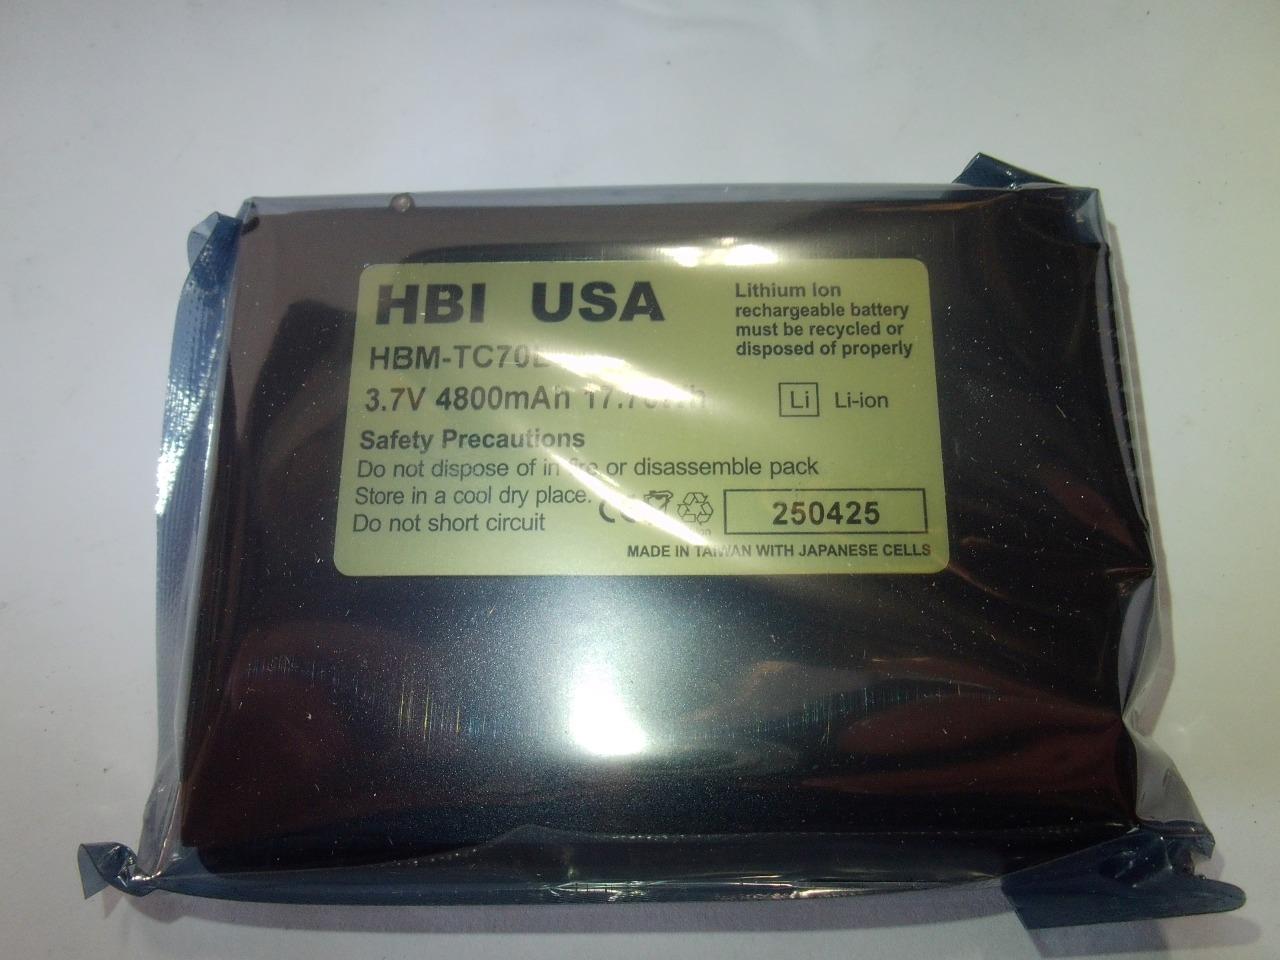 HBI USA
Lithium Ion
rechargeable battery
must be recycled or
disposed of properly
3.7V 4800mAh
Li Li-ion
Safety Precautions
Do not dispose of in fire or disassemble pack
Store in a cool dry place.
Do not short circuit
CE
250425
MADE IN TAIWAN WITH JAPANESE CELLS